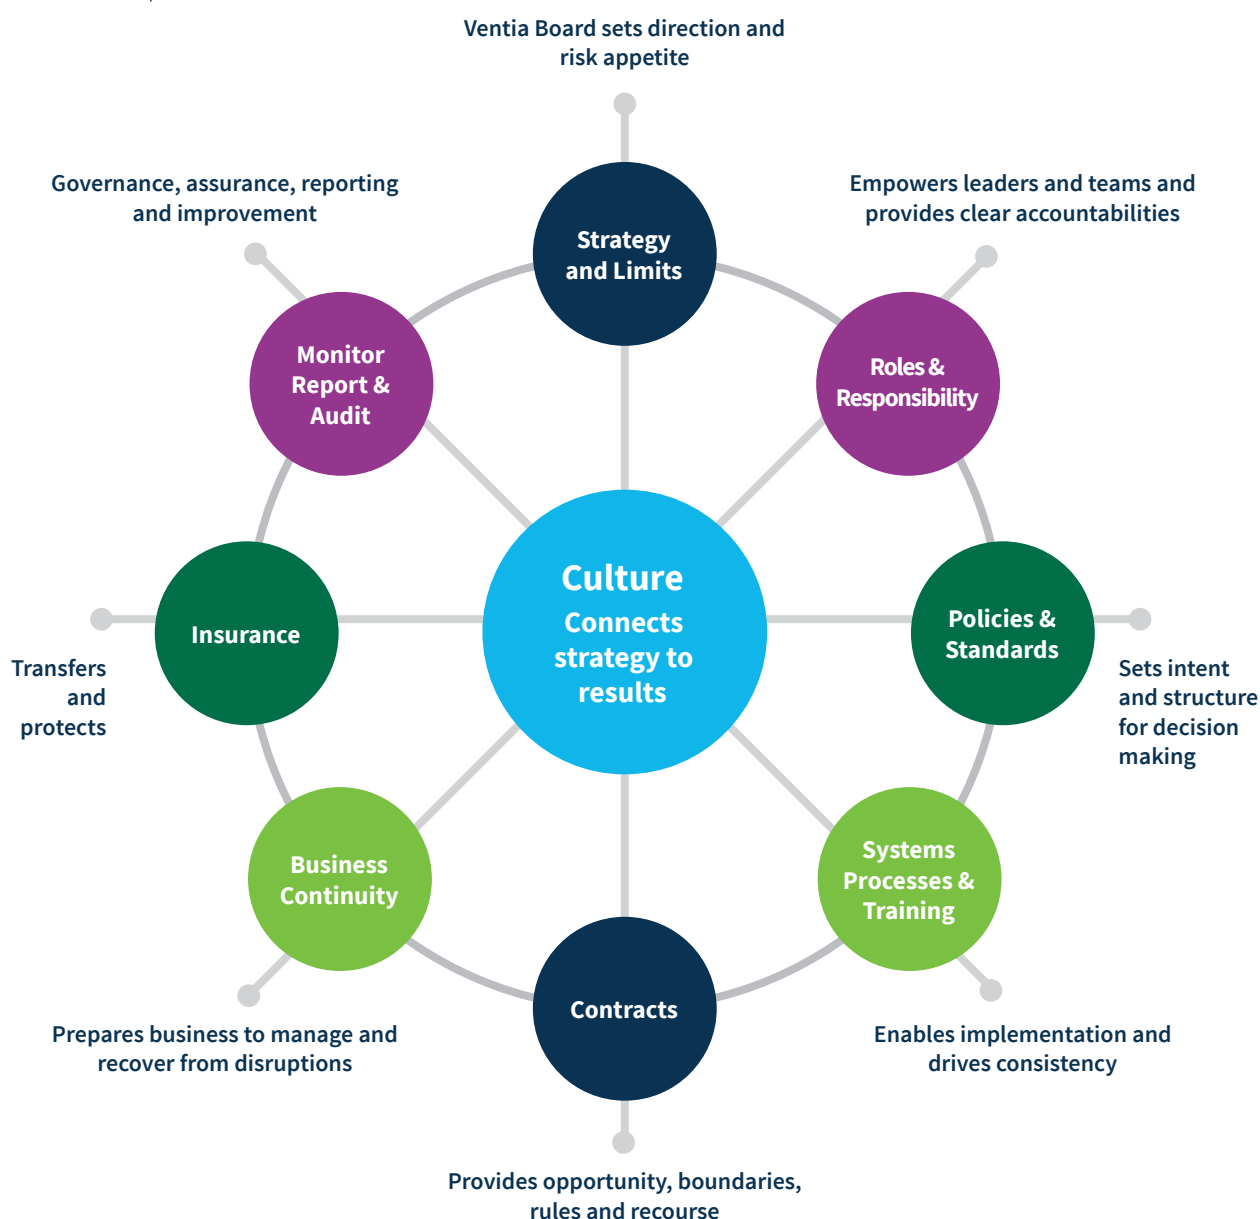 Ventia Board sets direction and
risk appetite
Governance, assurance, reporting
and improvement
Empowers leaders and teams and
provides clear accountabilities
Strategy
and Limits
Monitor
Report &
Audit
Roles &
Responsibility
Culture
Connects
strategy to
results
Insurance
Policies &
Standards
Transfers
and
protects
Sets intent
and structure
for decision
making
Business
Continuity
Systems
Processes &
Training
Contracts
Prepares business to manage and
recover from disruptions
Enables implementation and
drives consistency
Provides opportunity, boundaries,
rules and recourse